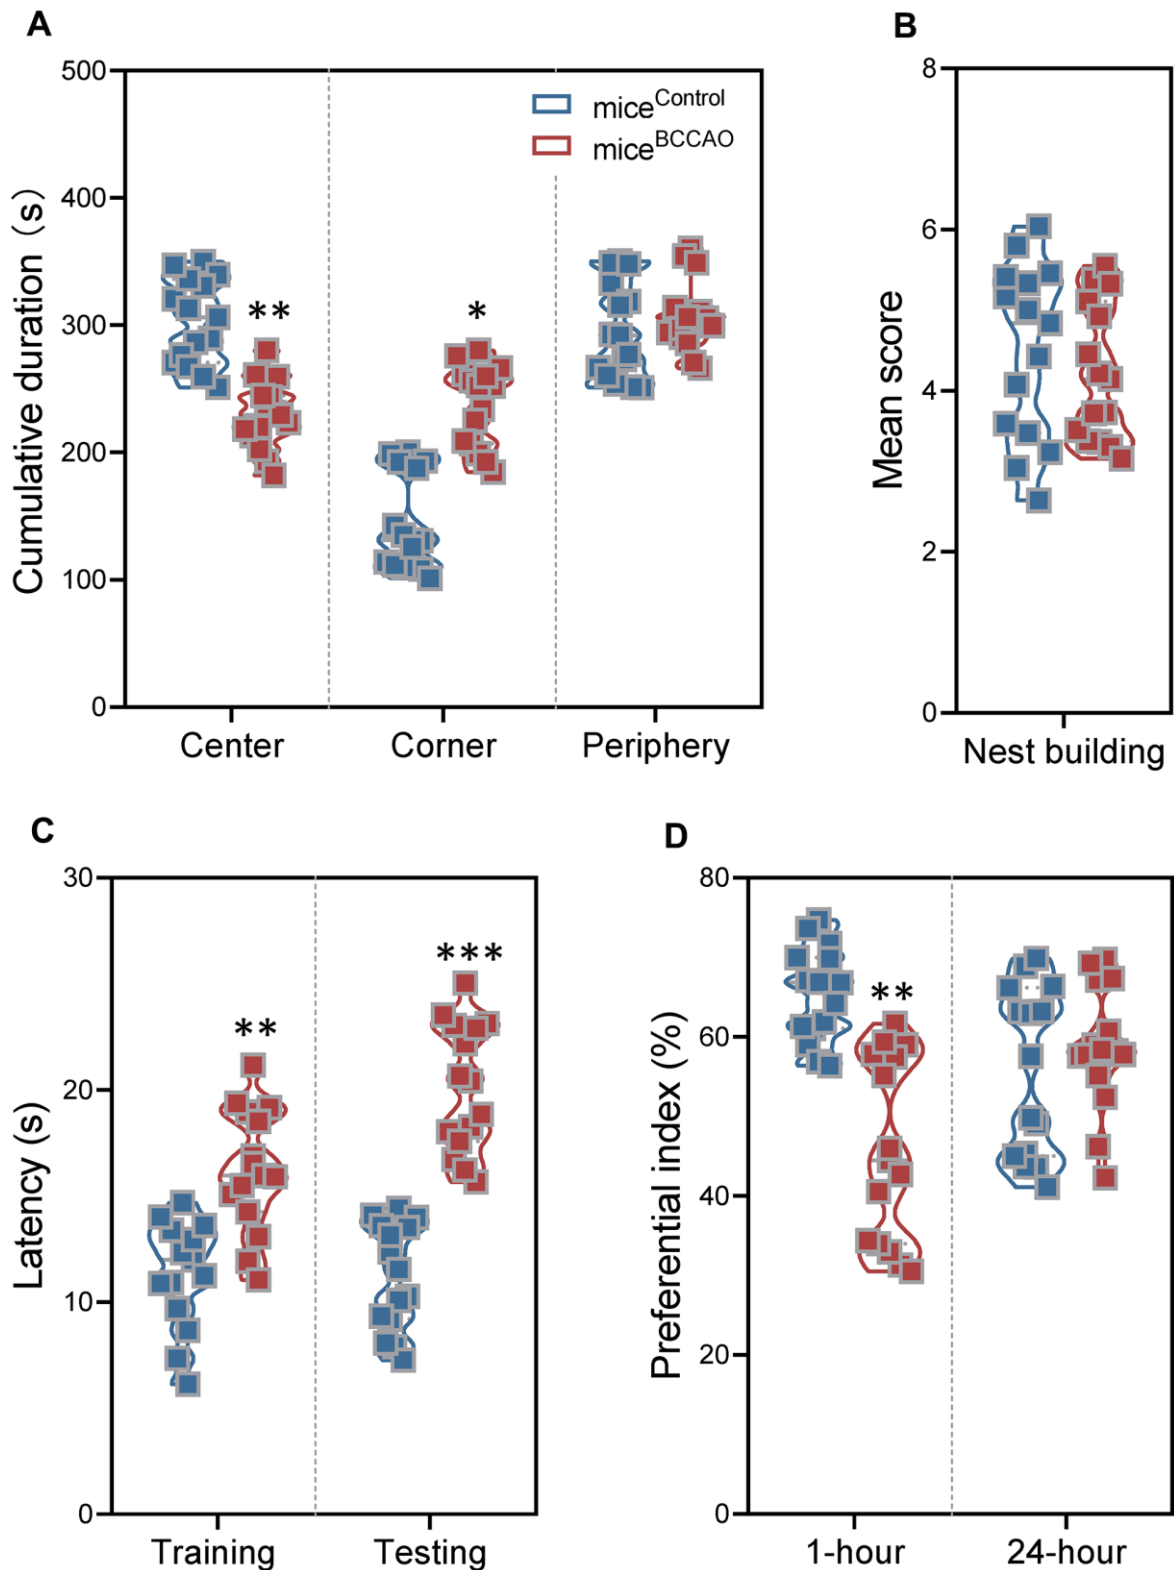 A
B
500
400
300
200
100
0
Cumulative duration (s)
mice^Control
mice^BCCAO
**
*
Center
Corner
Periphery
8
6
4
2
0
Mean score
Nest building
C
D
30
20
10
0
Latency (s)
**
***
Training
Testing
80
60
40
20
0
Preferential index (%)
**
1-hour
24-hour